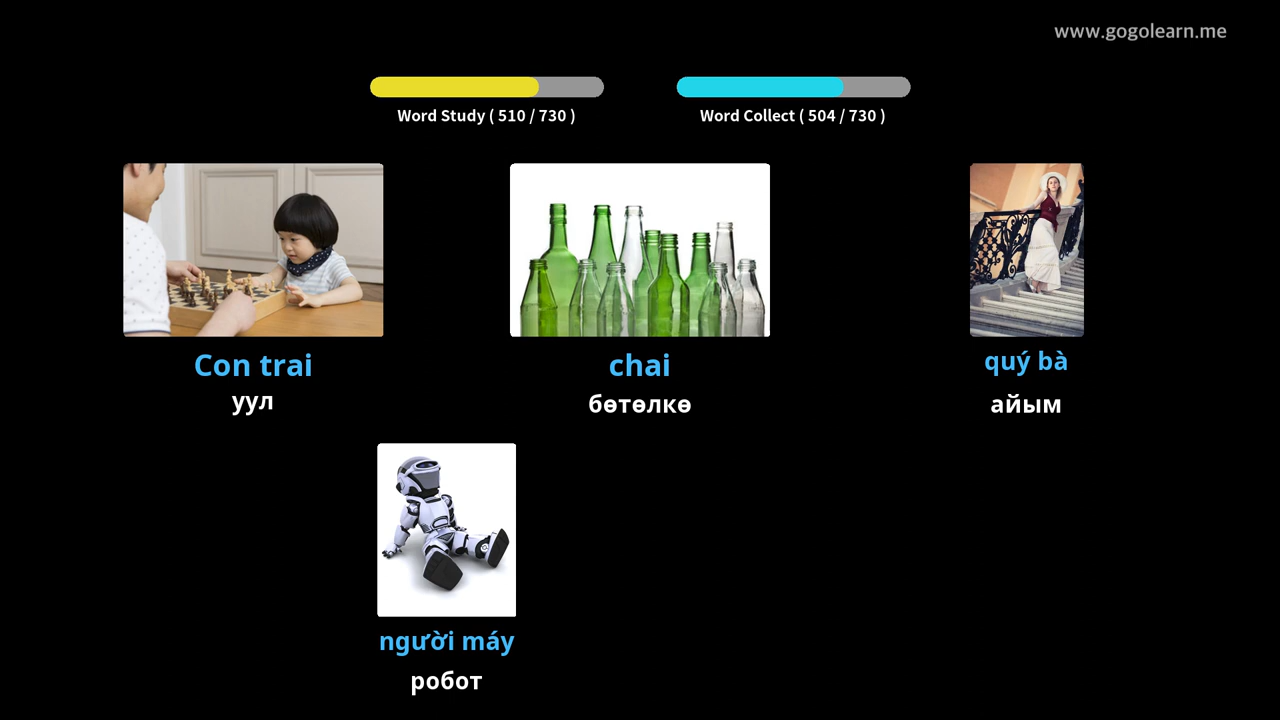 www.gogolearn.me
Word Study ( 510 / 730 )
Word Collect ( 504 / 730 )
Con trai
уул
chai
бөтөлкө
quý bà
айым
người máy
робот